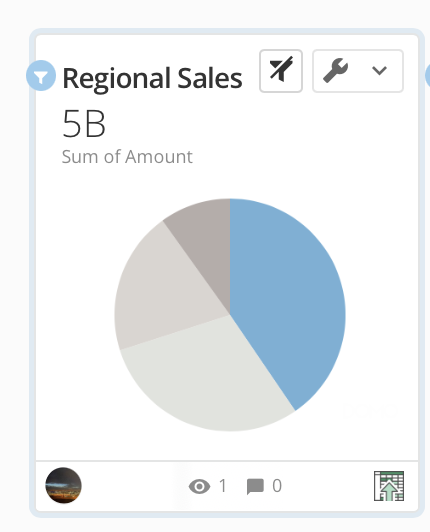 Regional Sales
5B
Sum of Amount
1 0